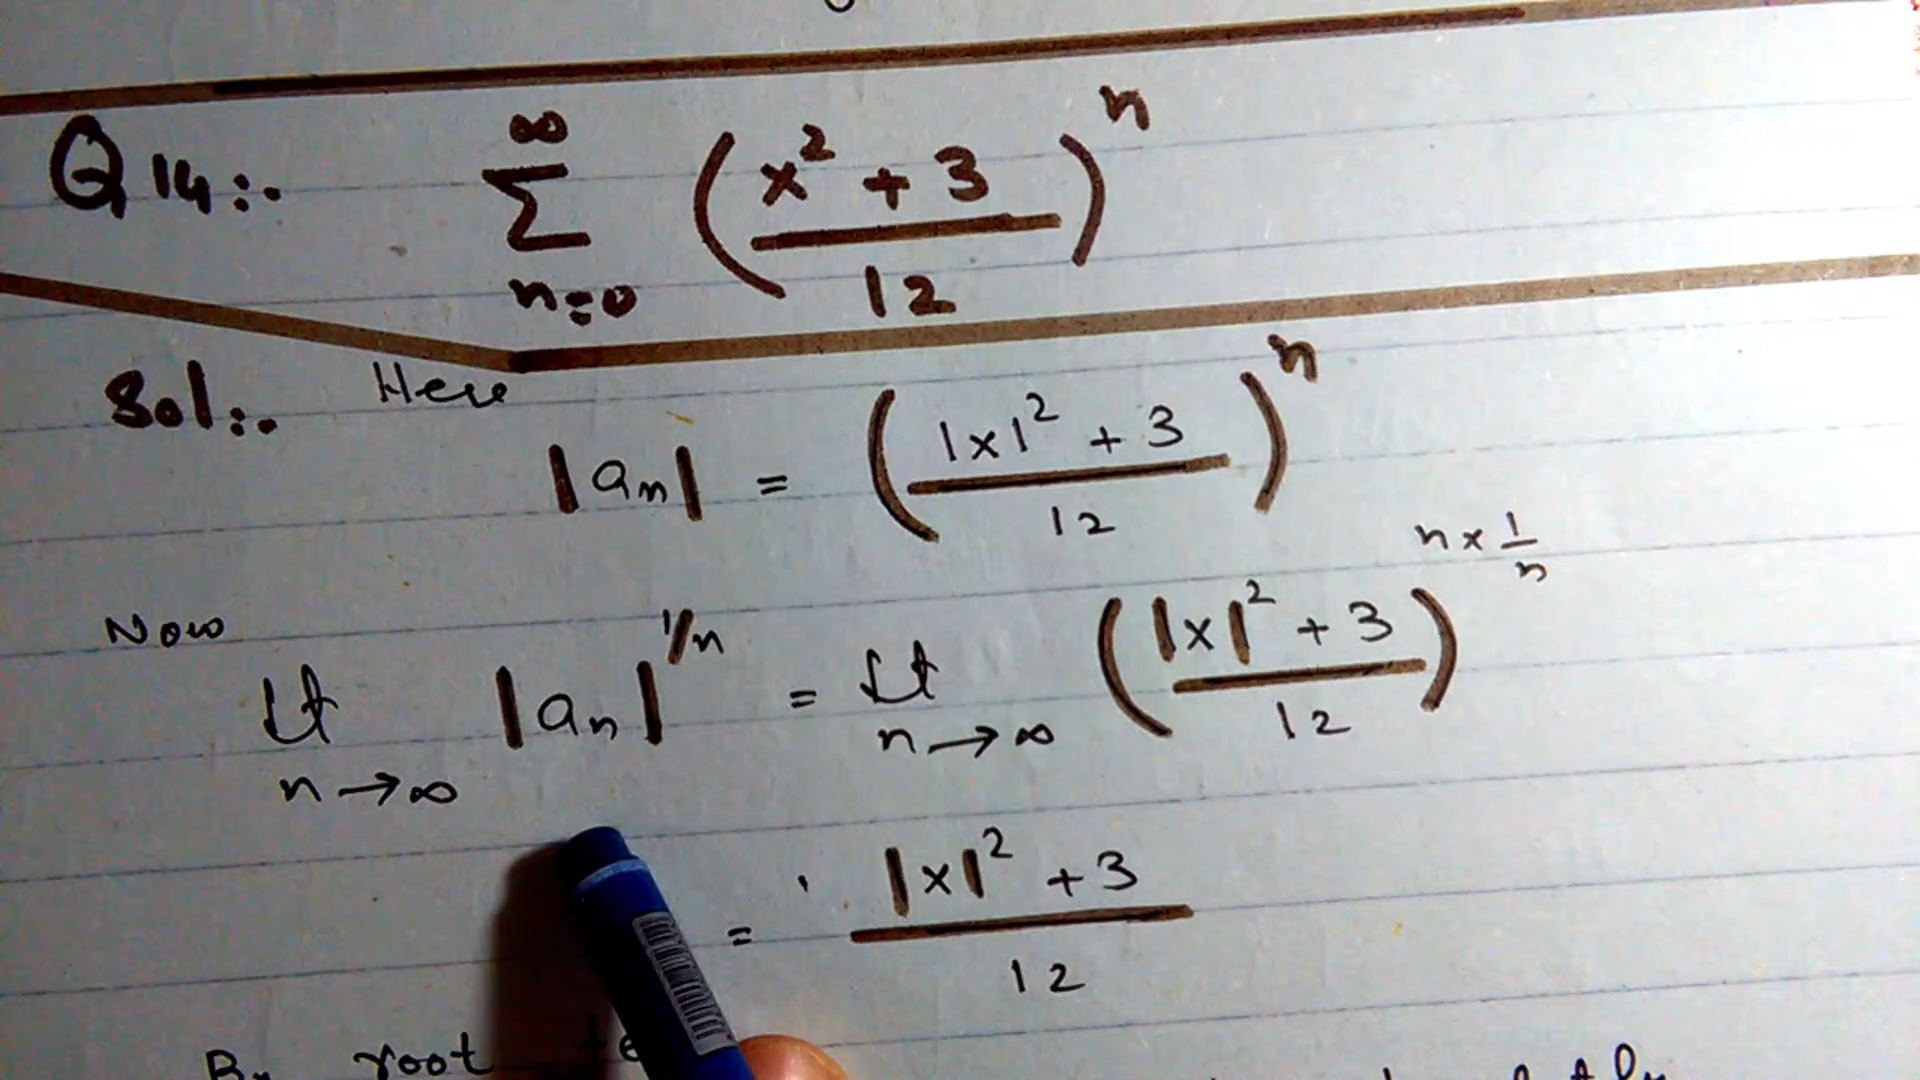 Q 14:. ∞ Σ n=0 ( x² + 3 / 12 )ⁿ
Sol:. Here
|aₙ| = ( |x|² + 3 / 12 )ⁿ
Now
Lt n→∞ |aₙ|^1/n = Lt n→∞ ( |x|² + 3 / 12 )^n × 1/n
= |x|² + 3 / 12
By root